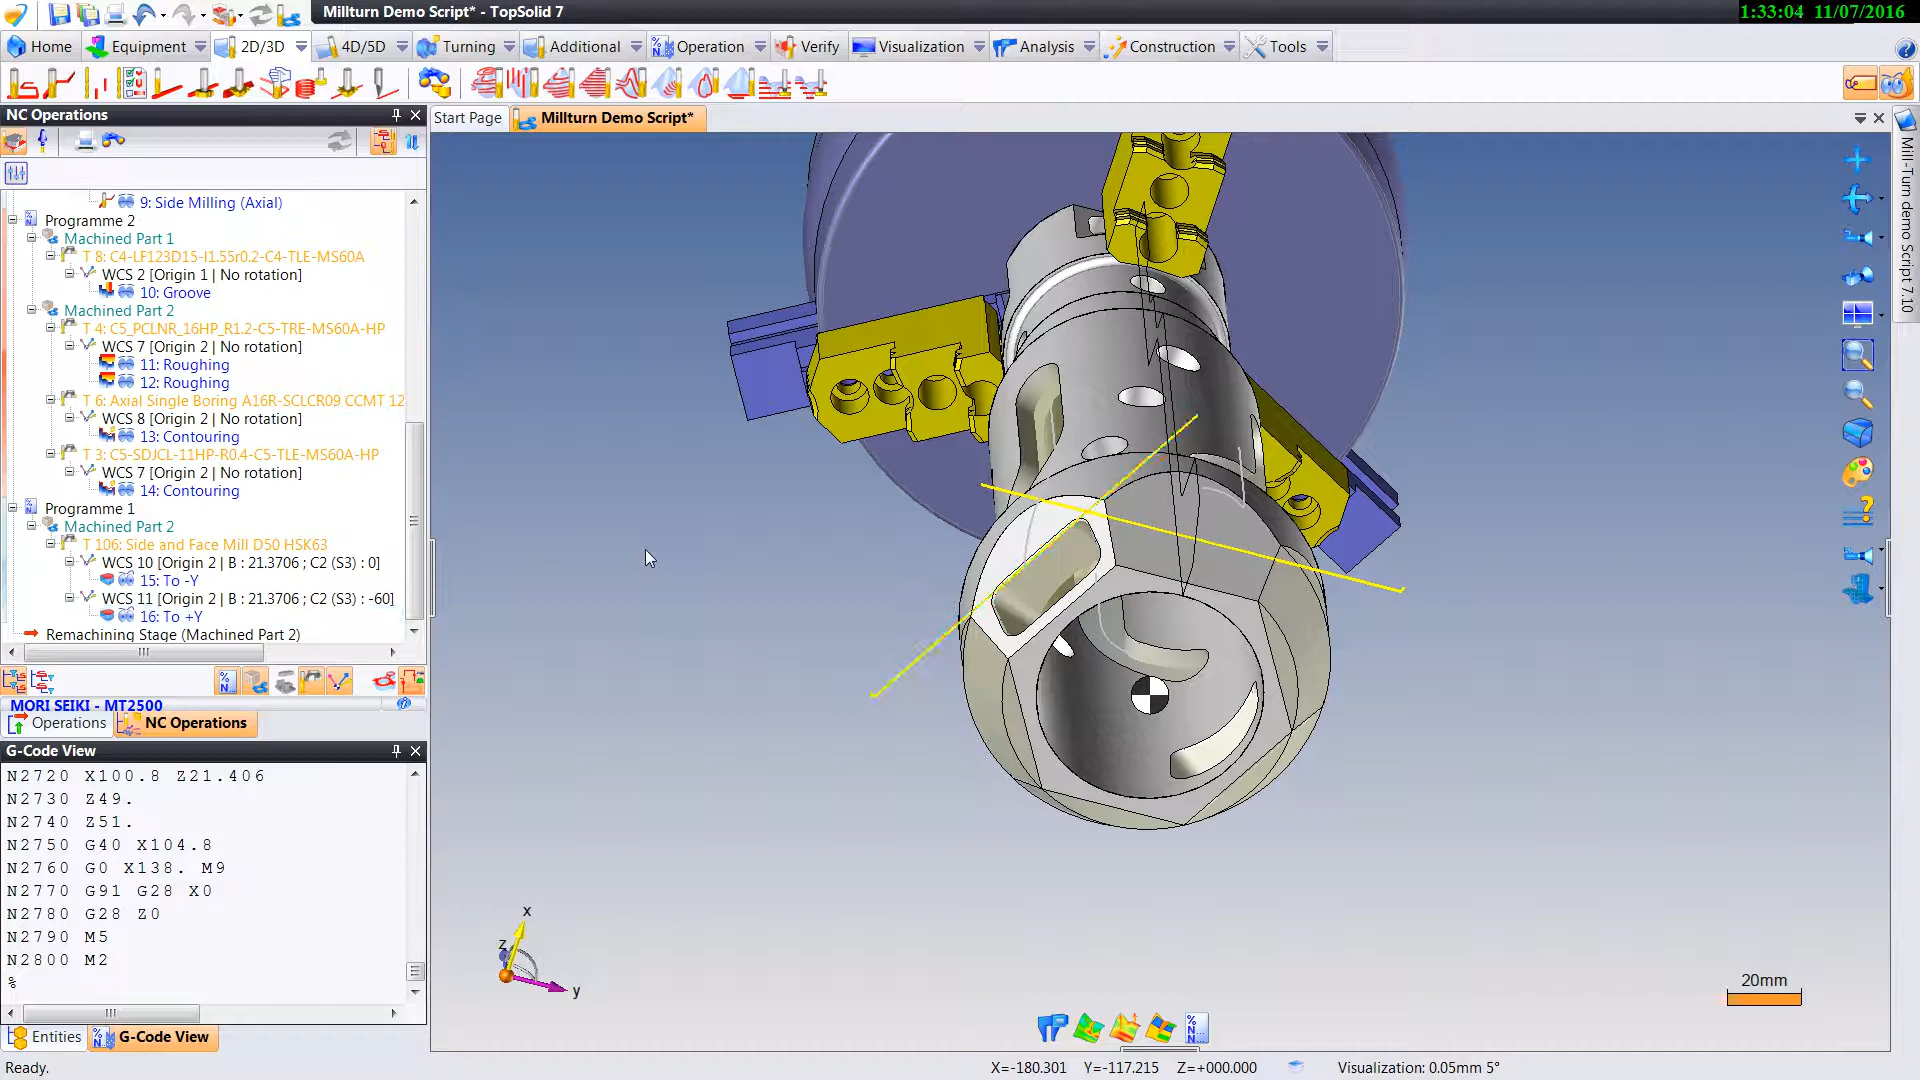 Millturn Demo Script* - TopSolid 7
1:33:04 11/07/2016
Home Equipment 2D/3D 4D/5D Turning Additional Operation Verify Visualization Analysis Construction Tools
NC Operations
Start Page Millturn Demo Script*
Mill-Turn demo Script 7.10
9: Side Milling (Axial)
Programme 2
Machined Part 1
T 8: C4-LF123D15-I1.55r0.2-C4-TLE-MS60A
WCS 2 [Origin 1 | No rotation]
10: Groove
Machined Part 2
T 4: C5_PCLNR_16HP_R1.2-C5-TRE-MS60A-HP
WCS 7 [Origin 2 | No rotation]
11: Roughing
12: Roughing
T 6: Axial Single Boring A16R-SCLCR09 CCMT 12
WCS 8 [Origin 2 | No rotation]
13: Contouring
T 3: C5-SDJCL-11HP-R0.4-C5-TLE-MS60A-HP
WCS 7 [Origin 2 | No rotation]
14: Contouring
Programme 1
Machined Part 2
T 106: Side and Face Mill D50 HSK63
WCS 10 [Origin 2 | B : 21.3706 ; C2 (S3) : 0]
15: To -Y
WCS 11 [Origin 2 | B : 21.3706 ; C2 (S3) : -60]
16: To +Y
Remachining Stage (Machined Part 2)
MORI SEIKI - MT2500
Operations NC Operations
G-Code View
N2720 X100.8 Z21.406
N2730 Z49.
N2740 Z51.
N2750 G40 X104.8
N2760 G0 X138. M9
N2770 G91 G28 X0
N2780 G28 Z0
N2790 M5
N2800 M2
%
Entities G-Code View
x
z
y
20mm
Ready.
X=-180.301 Y=-117.215 Z=+000.000 Visualization: 0.05mm 5°